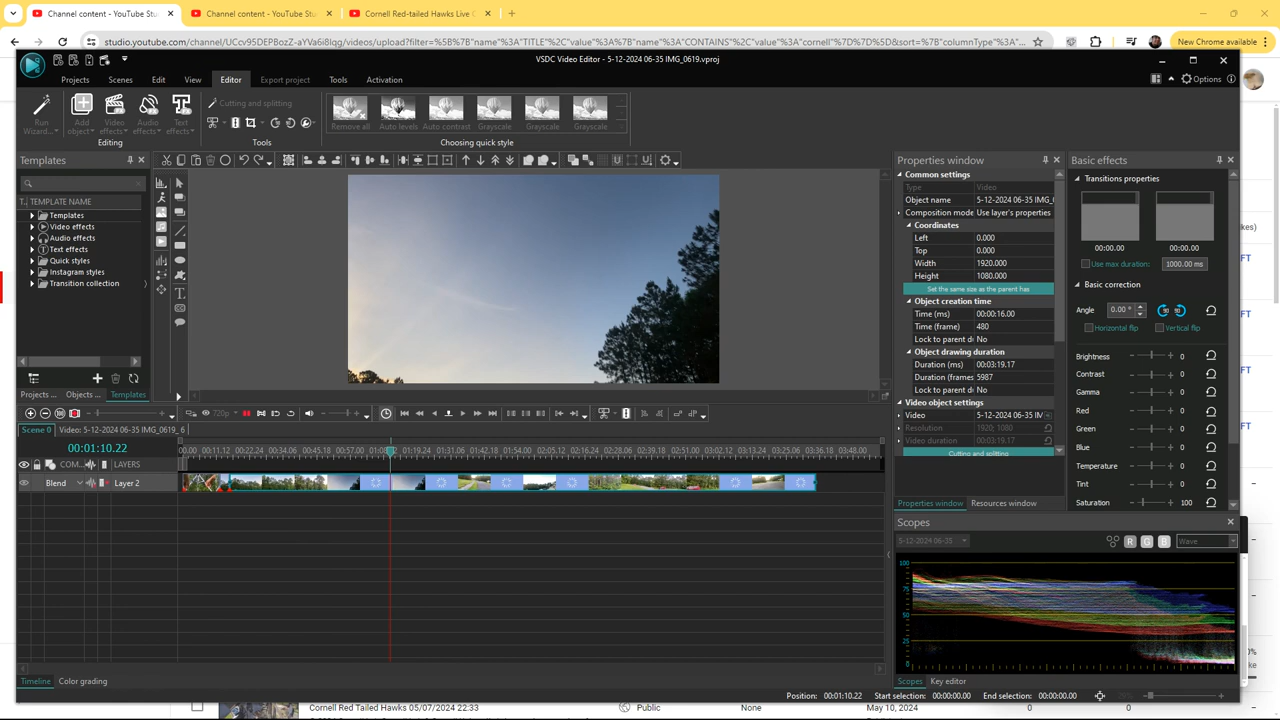 Channel content - YouTube Stu
Channel content - YouTube Stu
Cornell Red-tailed Hawks Live C
studio.youtube.com/channel/UCcv95DEPBozZ-aYVa6i8Iqg/videos/upload?filter=%5B%7B"name"%3A"TITLE"%2C"value"%3A%7B"name"%3A"CONTAINS"%2C"value"%3A"cornell"%7D%7D%5D&sort=%7B"columnType"%3A...
New Chrome available
VSDC Video Editor - 5-12-2024 06-35 IMG_0619.vproj
Projects Scenes Edit View Editor Export project Tools Activation
Options
Run Wizard...
Add object
Video effects
Audio effects
Text effects
Cutting and splitting
Remove all Auto levels Auto contrast Grayscale Grayscale Grayscale
Editing Tools Choosing quick style
Templates
T... TEMPLATE NAME
Templates
Video effects
Audio effects
Text effects
Quick styles
Instagram styles
Transition collection
Projects ... Objects ... Templates
Properties window
Common settings
Type Video
Object name 5-12-2024 06-35 IMG_
Composition mode Use layer's properties
Coordinates
Left 0.000
Top 0.000
Width 1920.000
Height 1080.000
Set the same size as the parent has
Object creation time
Time (ms) 00:00:16.00
Time (frame) 480
Lock to parent d No
Object drawing duration
Duration (ms) 00:03:19.17
Duration (frames 5987
Lock to parent d No
Video object settings
Video 5-12-2024 06-35 IM
Resolution 1920; 1080
Video duration 00:03:19.17
Cutting and splitting
Properties window Resources window
Basic effects
Transitions properties
00:00.00 00:00.00
Use max duration: 1000.00 ms
Basic correction
Angle 0.00 °
Horizontal flip Vertical flip
Brightness 0
Contrast 0
Gamma 0
Red 0
Green 0
Blue 0
Temperature 0
Tint 0
Saturation 100
720p
Scene 0 Video: 5-12-2024 06-35 IMG_0619_6
00:01:10.22
COM... LAYERS
Blend Layer 2
Scopes
5-12-2024 06-35
R G B Wave
100
75
50
25
0
Scopes Key editor
Timeline Color grading
Position: 00:01:10.22 Start selection: 00:00:00.00 End selection: 00:00:00.00
Cornell Red Tailed Hawks 05/07/2024 22:33 Public None May 10, 2024